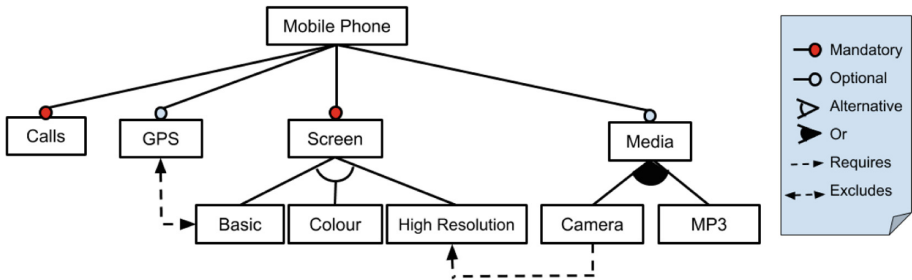 Mobile Phone
Calls
GPS
Screen
Media
Basic
Colour
High Resolution
Camera
MP3
Mandatory
Optional
Alternative
Or
Requires
Excludes